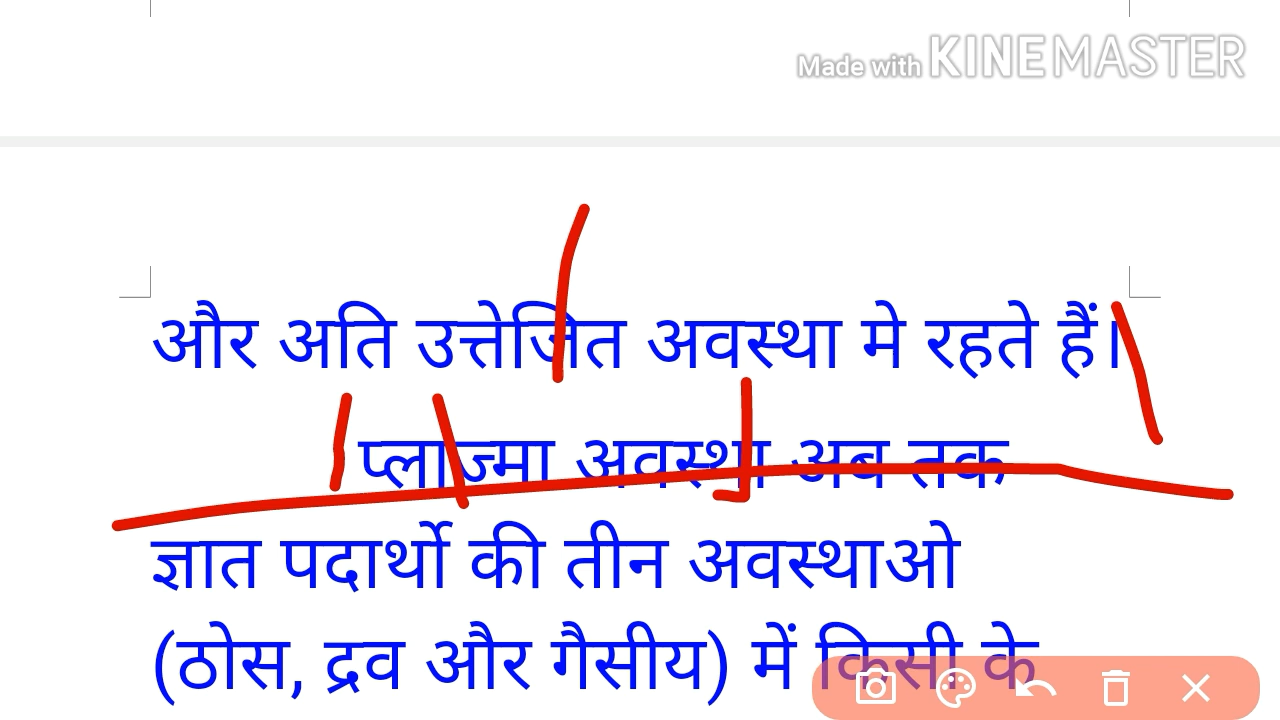 Made with KINEMASTER
और अति उत्तेजित अवस्था मे रहते हैं।
प्लाज्मा अवस्था अब तक
ज्ञात पदार्थो की तीन अवस्थाओ
(ठोस, द्रव और गैसीय) में किसी के